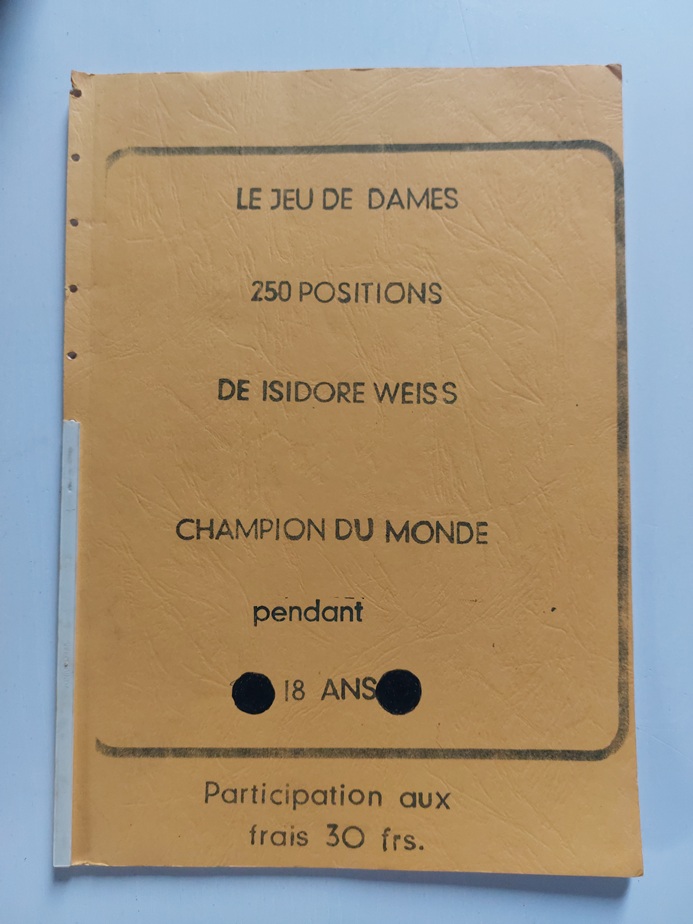 LE JEU DE DAMES
250 POSITIONS
DE ISIDORE WEISS
CHAMPION DU MONDE
pendant
18 ANS
Participation aux
frais 30 frs.